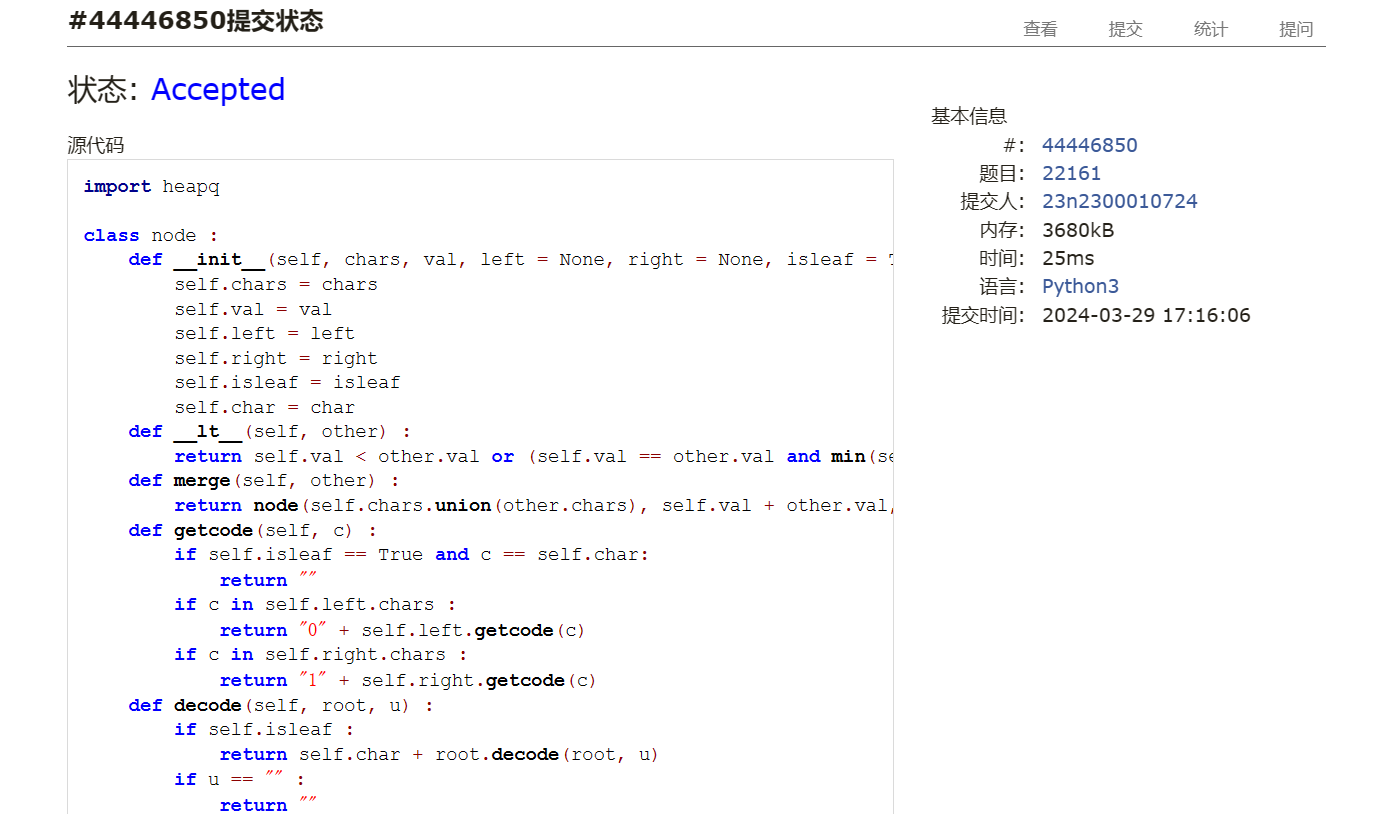 #44446850提交状态
查看 提交 统计 提问
状态: Accepted
源代码
import heapq
class node :
def __init__(self, chars, val, left = None, right = None, isleaf =
self.chars = chars
self.val = val
self.left = left
self.right = right
self.isleaf = isleaf
self.char = char
def __lt__(self, other) :
return self.val < other.val or (self.val == other.val and min(se
def merge(self, other) :
return node(self.chars.union(other.chars), self.val + other.val,
def getcode(self, c) :
if self.isleaf == True and c == self.char:
return ""
if c in self.left.chars :
return "0" + self.left.getcode(c)
if c in self.right.chars :
return "1" + self.right.getcode(c)
def decode(self, root, u) :
if self.isleaf :
return self.char + root.decode(root, u)
if u == "" :
return ""
基本信息
#: 44446850
题目: 22161
提交人: 23n2300010724
内存: 3680kB
时间: 25ms
语言: Python3
提交时间: 2024-03-29 17:16:06